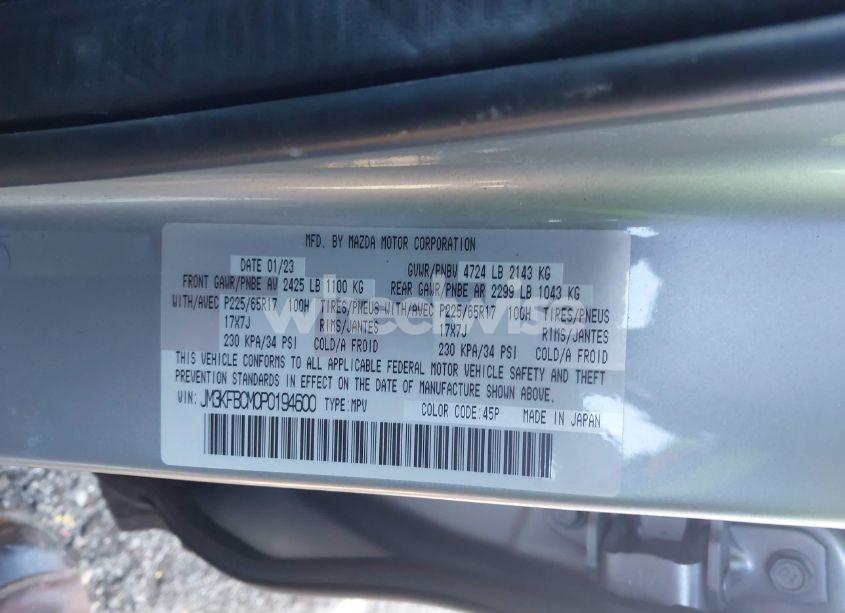 MFD. BY MAZDA MOTOR CORPORATION
DATE 01/23 GVWR/PNBV 4724 LB 2143 KG
FRONT GAWR/PNBE AV 2425 LB 1100 KG REAR GAWR/PNBE AR 2299 LB 1043 KG
WITH/AVEC P225/65R17 100H TIRES/PNEUS WITH/AVEC P225/65R17 100H TIRES/PNEUS
17X7J RIMS/JANTES 17X7J RIMS/JANTES
230 KPA/34 PSI COLD/A FROID 230 KPA/34 PSI COLD/A FROID
THIS VEHICLE CONFORMS TO ALL APPLICABLE FEDERAL MOTOR VEHICLE SAFETY AND THEFT
PREVENTION STANDARDS IN EFFECT ON THE DATE OF MANUFACTURE SHOWN ABOVE.
VIN: JM3KFBCM0P0194600 TYPE:MPV COLOR CODE:45P MADE IN JAPAN
wheelwise